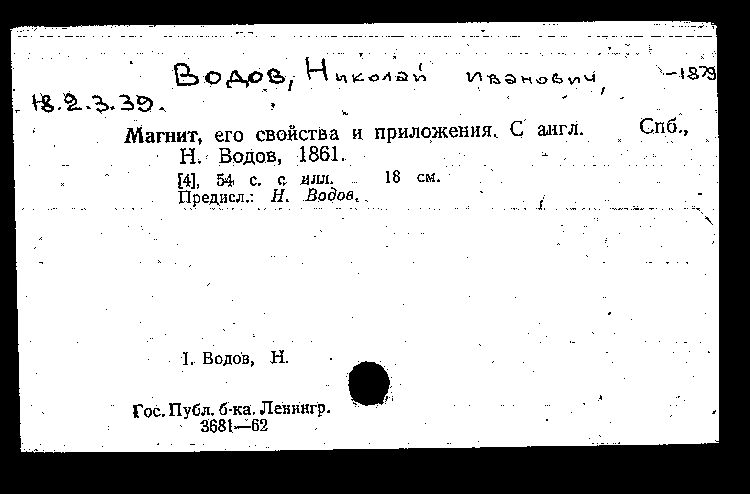 Водов, Николай Иванович, –1879
18.2.3.39.
Магнит, его свойства и приложения. С англ. Спб.,
Н. Водов, 1861.
[4], 54 с. с илл. 18 см.
Предисл.: Н. Водов.
I. Водов, Н.
Гос. Публ. б-ка. Ленингр.
3681—62